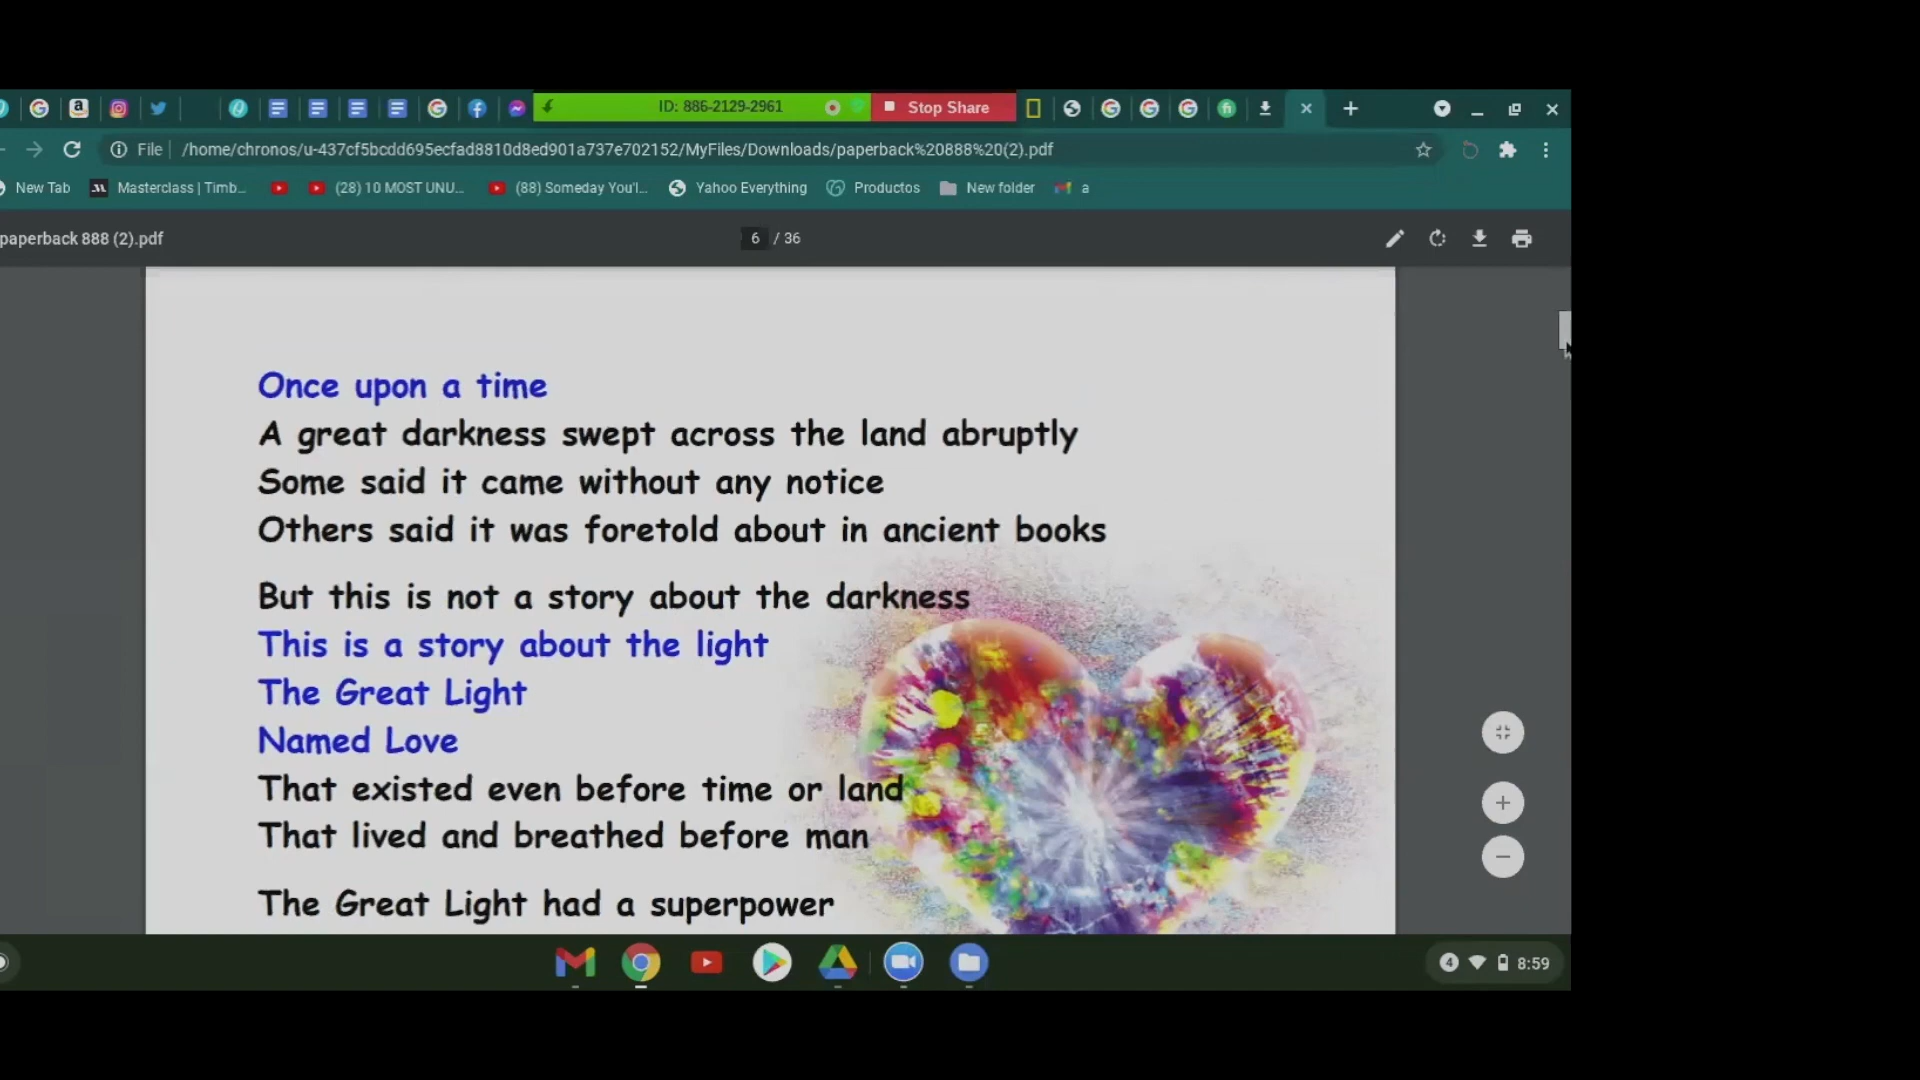 ID: 886-2129-2961
Stop Share
File
/home/chronos/u-437cf5bcdd695ecfad8810d8ed901a737e702152/MyFiles/Downloads/paperback%20888%20(2).pdf
New Tab
Masterclass | Timb...
(28) 10 MOST UNU...
(88) Someday You'l...
Yahoo Everything
Productos
New folder
a
paperback 888 (2).pdf
6 / 36
Once upon a time
A great darkness swept across the land abruptly
Some said it came without any notice
Others said it was foretold about in ancient books
But this is not a story about the darkness
This is a story about the light
The Great Light
Named Love
That existed even before time or land
That lived and breathed before man
The Great Light had a superpower
4
8:59